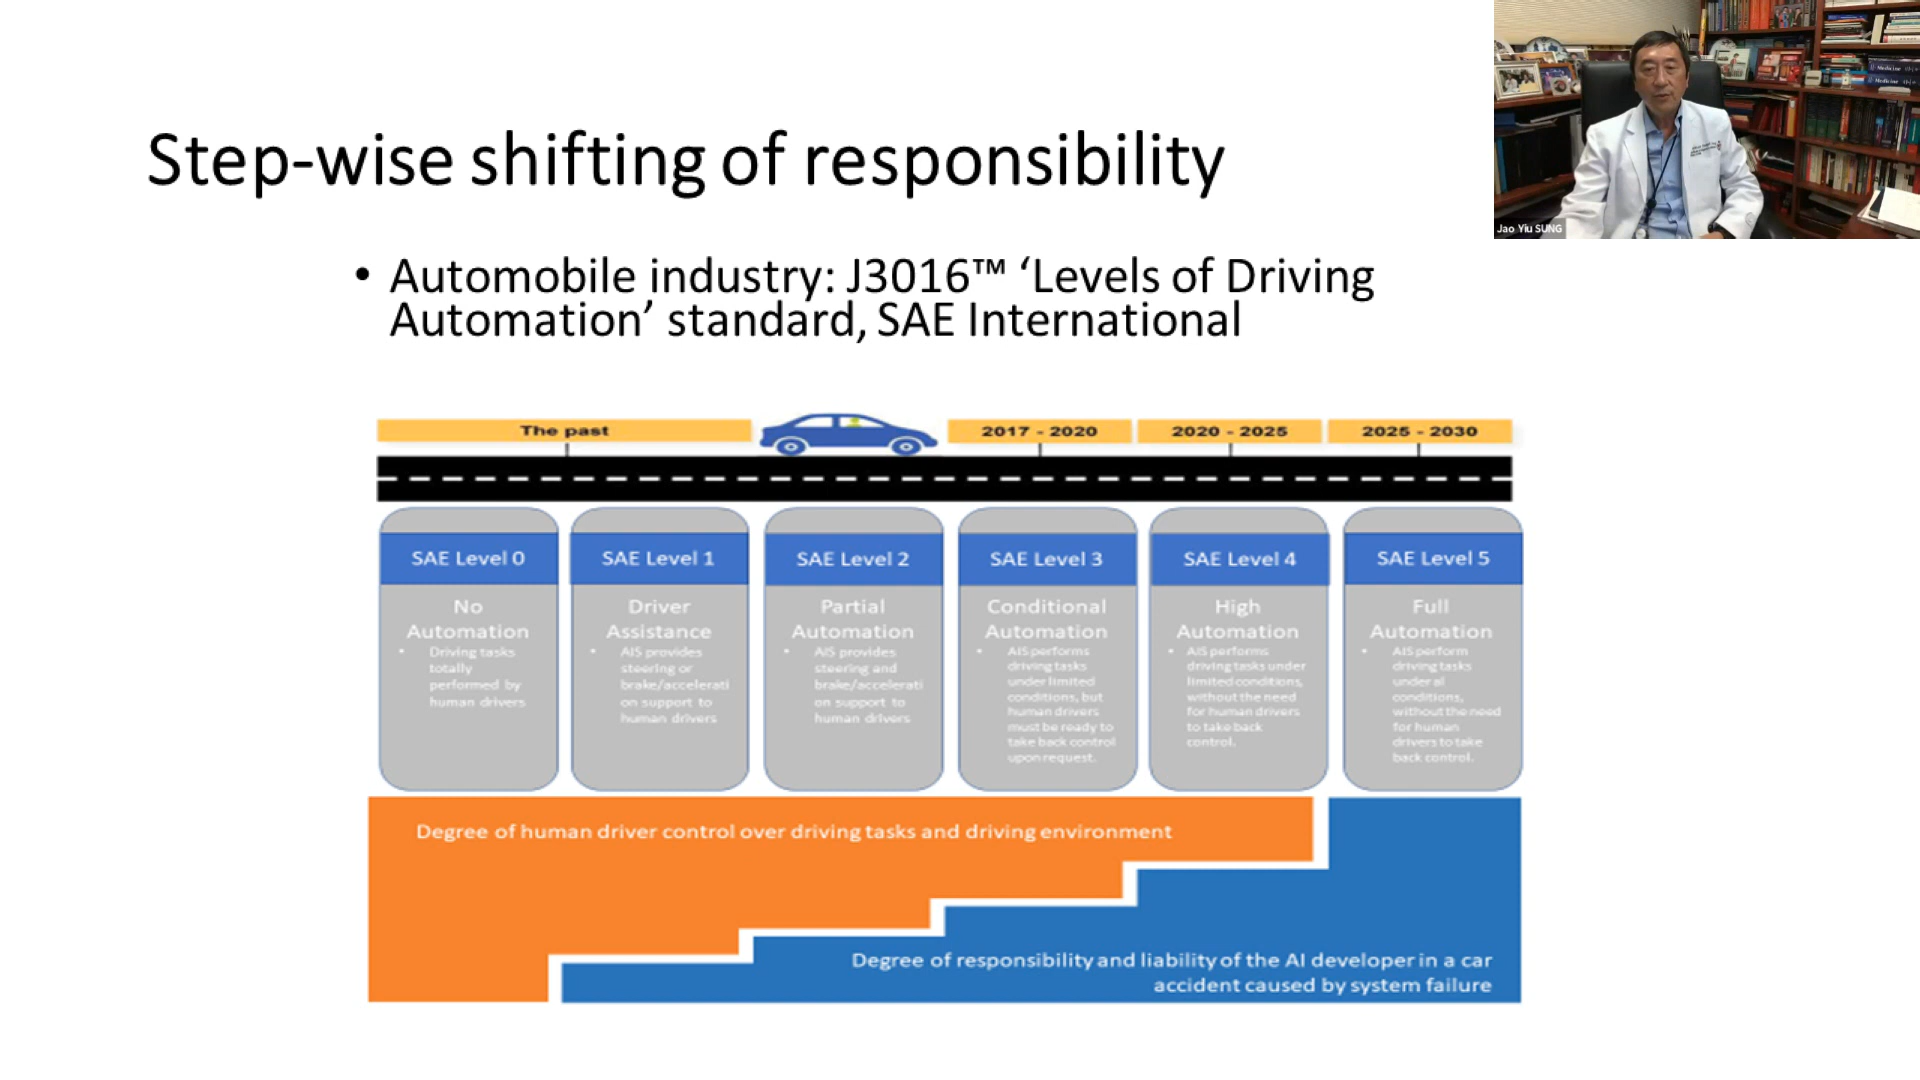 Step-wise shifting of responsibility
Jao Yiu SUNG
• Automobile industry: J3016™ ‘Levels of Driving
Automation’ standard, SAE International
The past
2017 - 2020
2020 - 2025
2025 - 2030
SAE Level 0
No
Automation
• Driving tasks
totally
performed by
human drivers
SAE Level 1
Driver
Assistance
• AIS provides
steering or
brake/accelerati
on support to
human drivers
SAE Level 2
Partial
Automation
• AIS provides
steering and
brake/accelerati
on support to
human drivers
SAE Level 3
Conditional
Automation
• AIS performs
driving tasks
under limited
conditions, but
human drivers
must be ready to
take back control
upon request.
SAE Level 4
High
Automation
• AIS performs
driving tasks under
limited conditions,
without the need
for human drivers
to take back
control.
SAE Level 5
Full
Automation
• AIS perform
driving tasks
under al
conditions,
without the need
for human
drivers to take
back control.
Degree of human driver control over driving tasks and driving environment
Degree of responsibility and liability of the AI developer in a car
accident caused by system failure